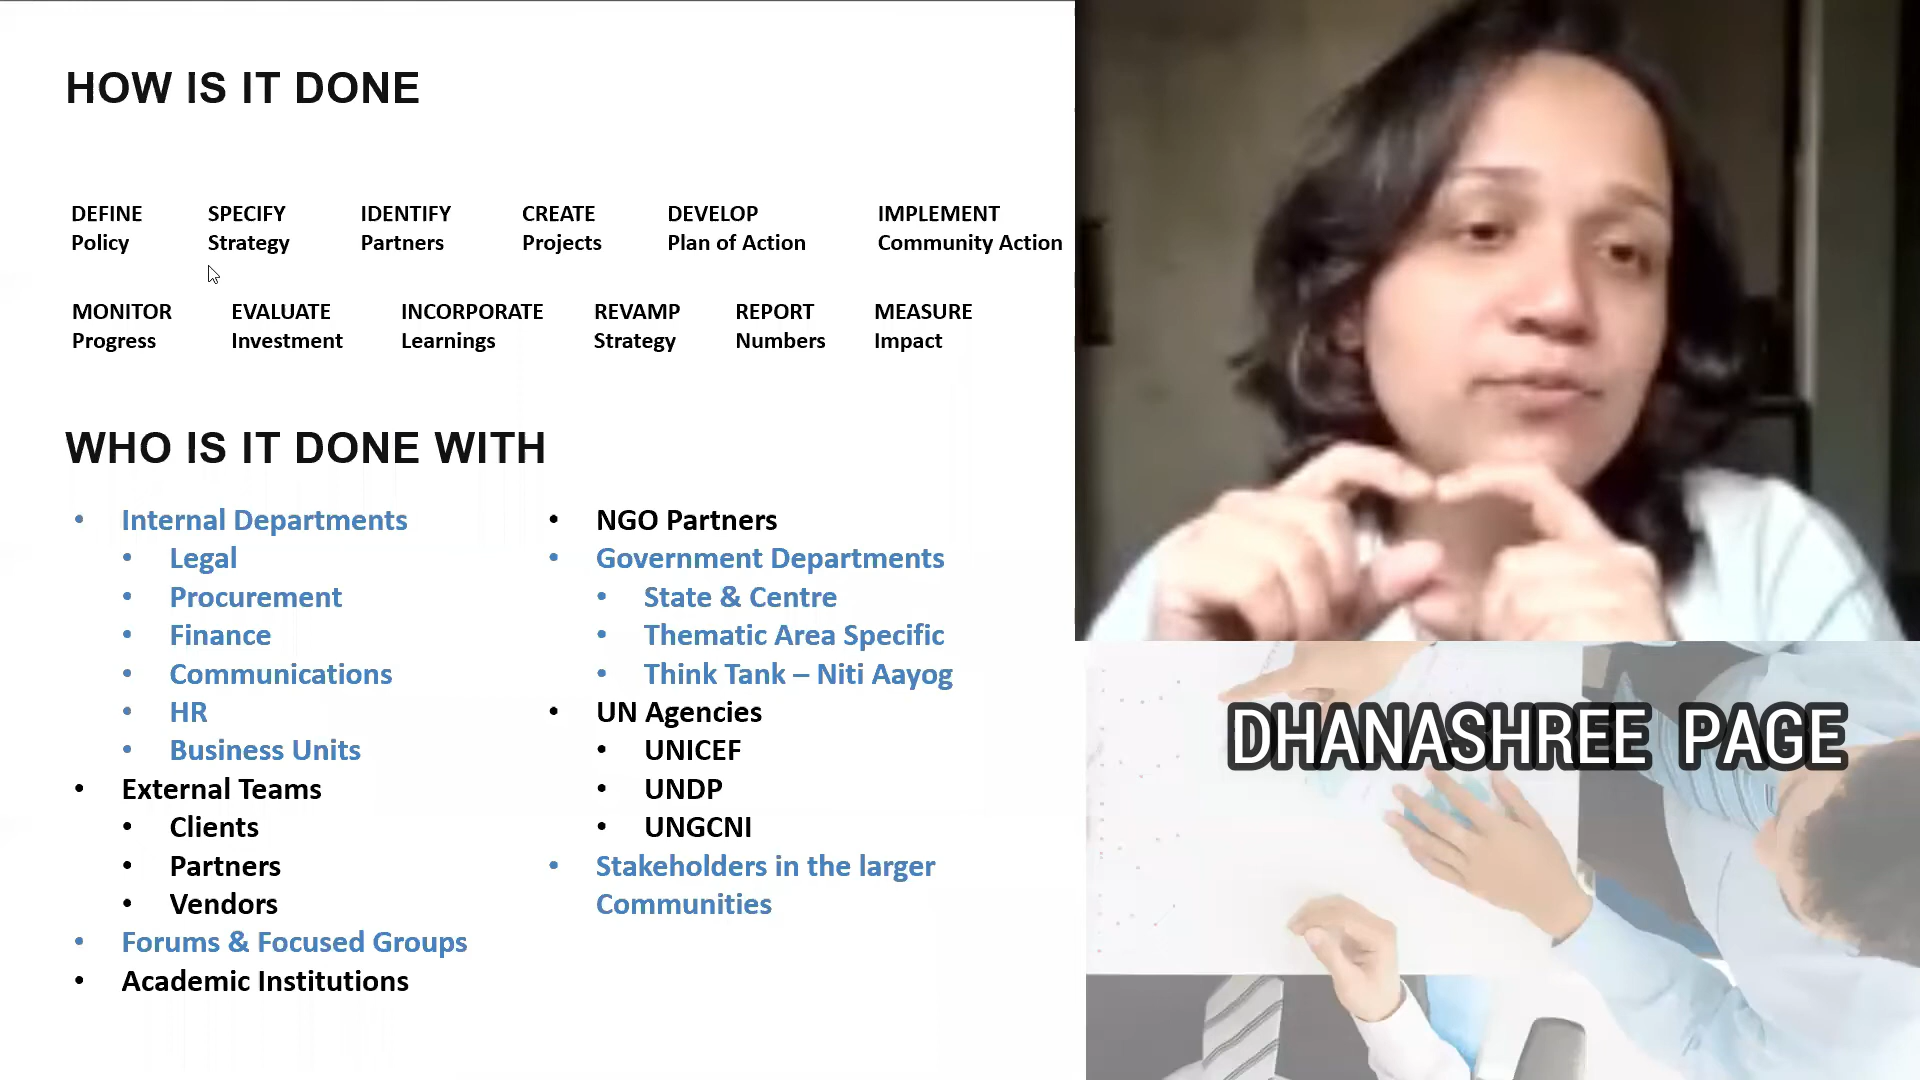 HOW IS IT DONE
DEFINE SPECIFY IDENTIFY CREATE DEVELOP IMPLEMENT
Policy Strategy Partners Projects Plan of Action Community Action
MONITOR EVALUATE INCORPORATE REVAMP REPORT MEASURE
Progress Investment Learnings Strategy Numbers Impact
WHO IS IT DONE WITH
• Internal Departments
• Legal
• Procurement
• Finance
• Communications
• HR
• Business Units
• External Teams
• Clients
• Partners
• Vendors
• Forums & Focused Groups
• Academic Institutions
• NGO Partners
• Government Departments
• State & Centre
• Thematic Area Specific
• Think Tank – Niti Aayog
• UN Agencies
• UNICEF
• UNDP
• UNGCNI
• Stakeholders in the larger
Communities
DHANASHREE PAGE